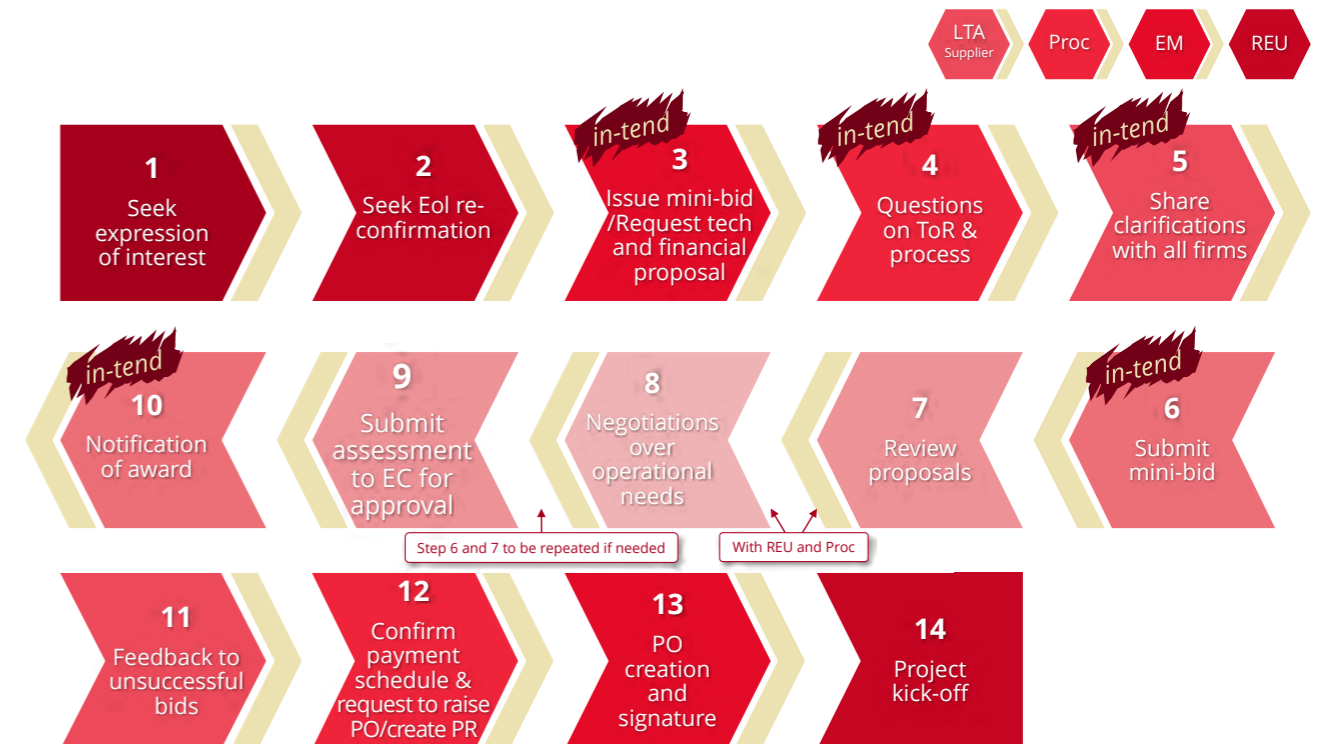 LTA
Supplier
Proc
EM
REU
in-tend
in-tend
in-tend
1
Seek
expression
of interest
2
Seek EoI re-
confirmation
3
Issue mini-bid
/Request tech
and financial
proposal
4
Questions
on ToR &
process
5
Share
clarifications
with all firms
in-tend
10
Notification
of award
9
Submit
assessment
to EC for
approval
8
Negotiations
over
operational
needs
7
Review
proposals
in-tend
6
Submit
mini-bid
Step 6 and 7 to be repeated if needed
With REU and Proc
11
Feedback to
unsuccessful
bids
12
Confirm
payment
schedule &
request to raise
PO/create PR
13
PO
creation
and
signature
14
Project
kick-off